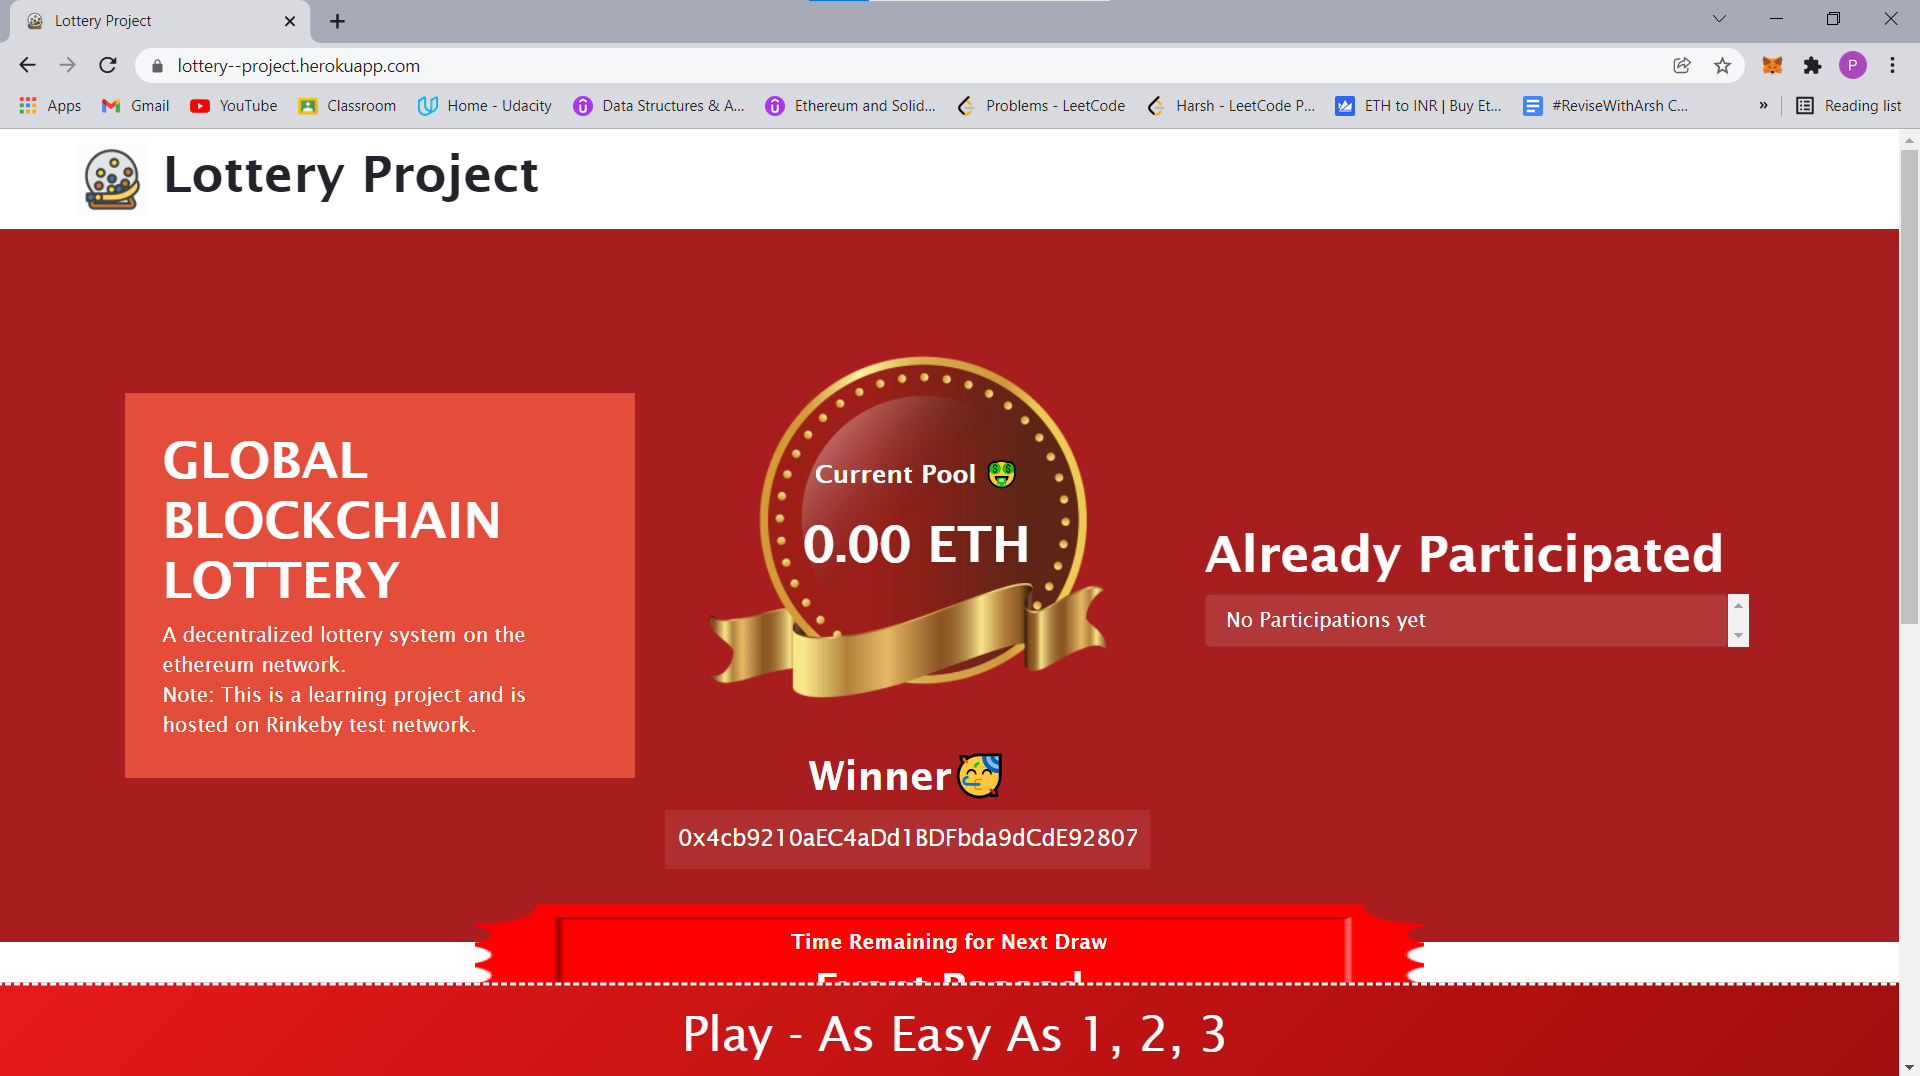 Lottery Project
lottery--project.herokuapp.com
P
Apps
Gmail
YouTube
Classroom
Home - Udacity
Data Structures & A...
Ethereum and Solid...
Problems - LeetCode
Harsh - LeetCode P...
ETH to INR | Buy Et...
#ReviseWithArsh C...
»
Reading list
Lottery Project
GLOBAL
BLOCKCHAIN
LOTTERY
A decentralized lottery system on the
ethereum network.
Note: This is a learning project and is
hosted on Rinkeby test network.
Current Pool
0.00 ETH
Winner
0x4cb9210aEC4aDd1BDFbda9dCdE92807
Already Participated
No Participations yet
Time Remaining for Next Draw
Play - As Easy As 1, 2, 3